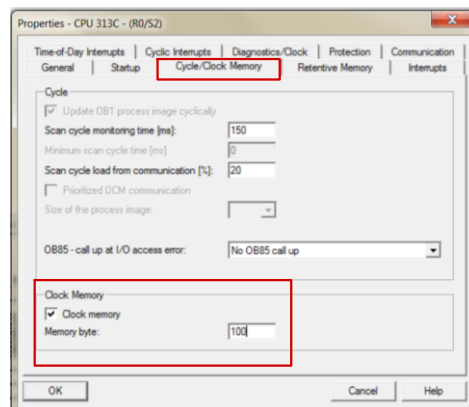 Properties - CPU 313C - (R0/S2)
Time-of-Day Interrupts Cyclic Interrupts Diagnostics/Clock Protection Communication
General Startup Cycle/Clock Memory Retentive Memory Interrupts
Cycle
Update OB1 process image cyclically
Scan cycle monitoring time [ms]: 150
Minimum scan cycle time [ms]: 0
Scan cycle load from communication [%]: 20
Prioritized OCM communication
Size of the process image:
OB85 - call up at I/O access error: No OB85 call up
Clock Memory
Clock memory
Memory byte: 100
OK Cancel Help